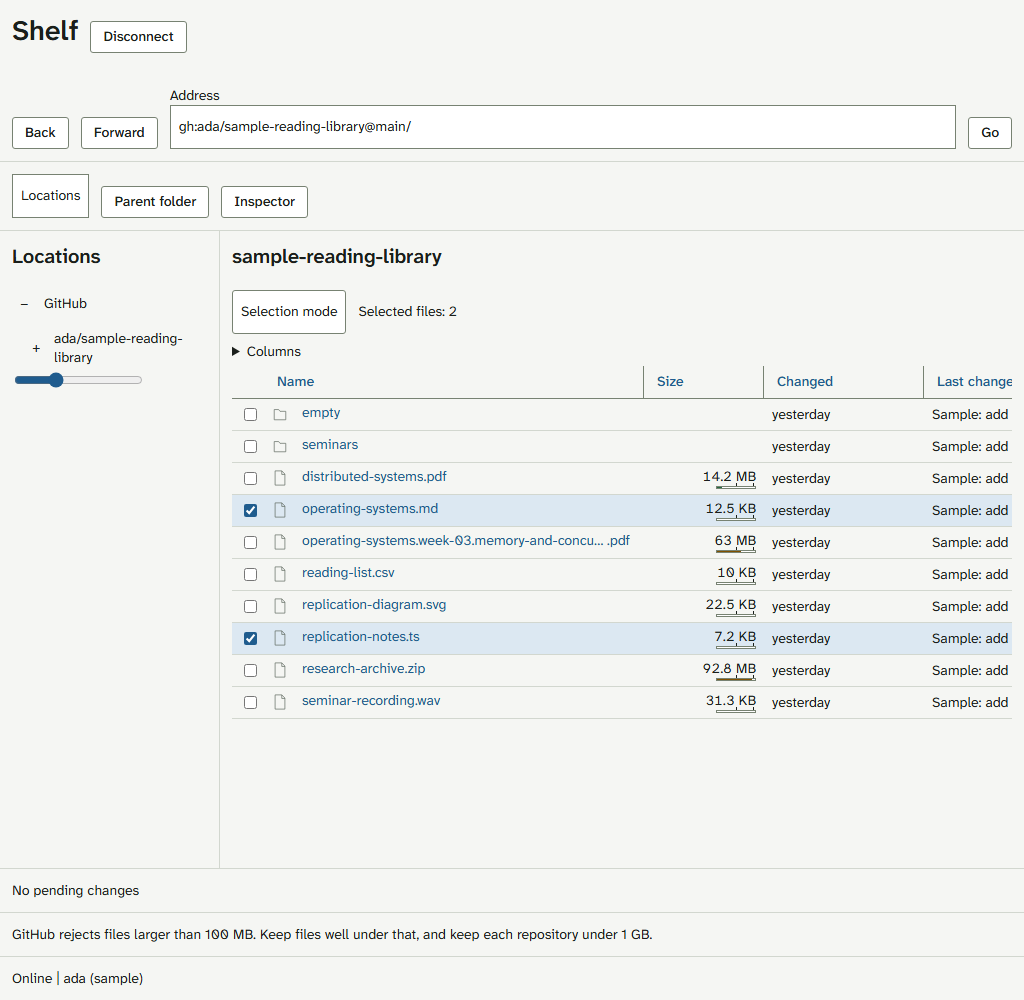 Shelf
Disconnect
Address
Back
Forward
gh:ada/sample-reading-library@main/
Go
Locations
Parent folder
Inspector
Locations
– GitHub
+ ada/sample-reading-
library
sample-reading-library
Selection mode
Selected files: 2
Columns
Name Size Changed Last change
empty yesterday Sample: add
seminars yesterday Sample: add
distributed-systems.pdf 14.2 MB yesterday Sample: add
operating-systems.md 12.5 KB yesterday Sample: add
operating-systems.week-03.memory-and-concu... .pdf 63 MB yesterday Sample: add
reading-list.csv 10 KB yesterday Sample: add
replication-diagram.svg 22.5 KB yesterday Sample: add
replication-notes.ts 7.2 KB yesterday Sample: add
research-archive.zip 92.8 MB yesterday Sample: add
seminar-recording.wav 31.3 KB yesterday Sample: add
No pending changes
GitHub rejects files larger than 100 MB. Keep files well under that, and keep each repository under 1 GB.
Online | ada (sample)